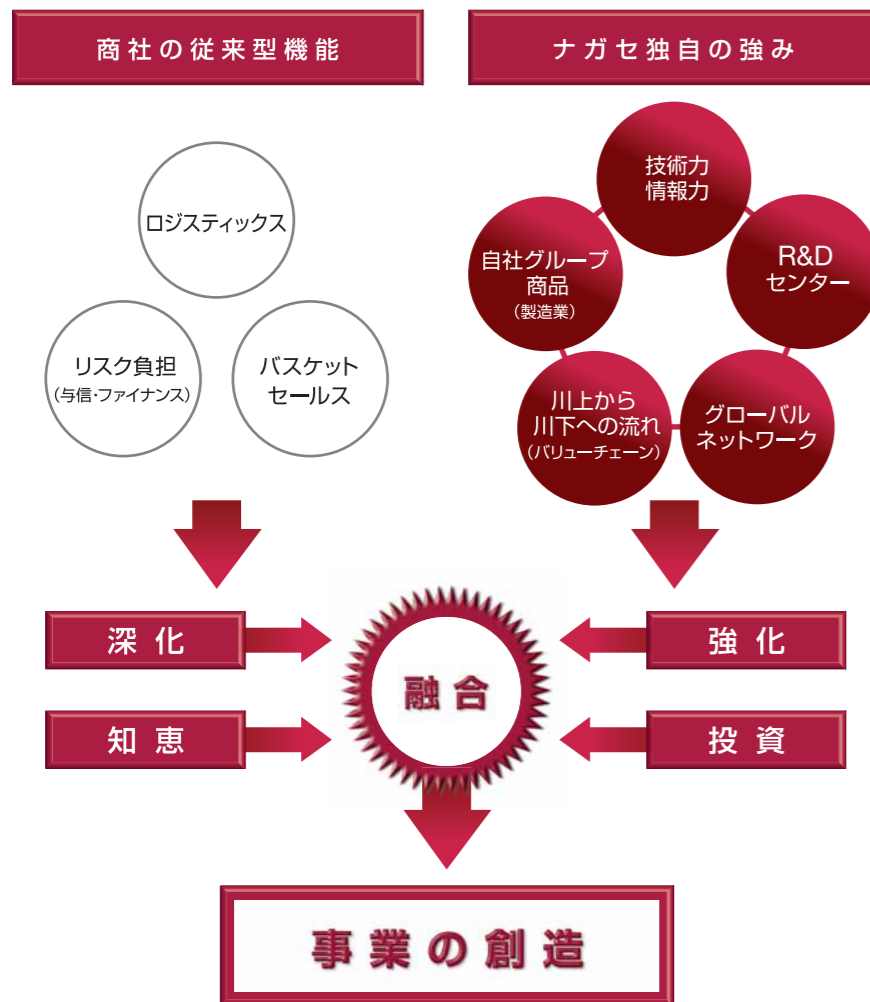 商社の従来型機能
ナガセ独自の強み
ロジスティックス
リスク負担
(与信・ファイナンス)
バスケット
セールス
技術力
情報力
自社グループ
商品
(製造業)
R&D
センター
川上から
川下への流れ
(バリューチェーン)
グローバル
ネットワーク
深化
知恵
融合
強化
投資
事業の創造